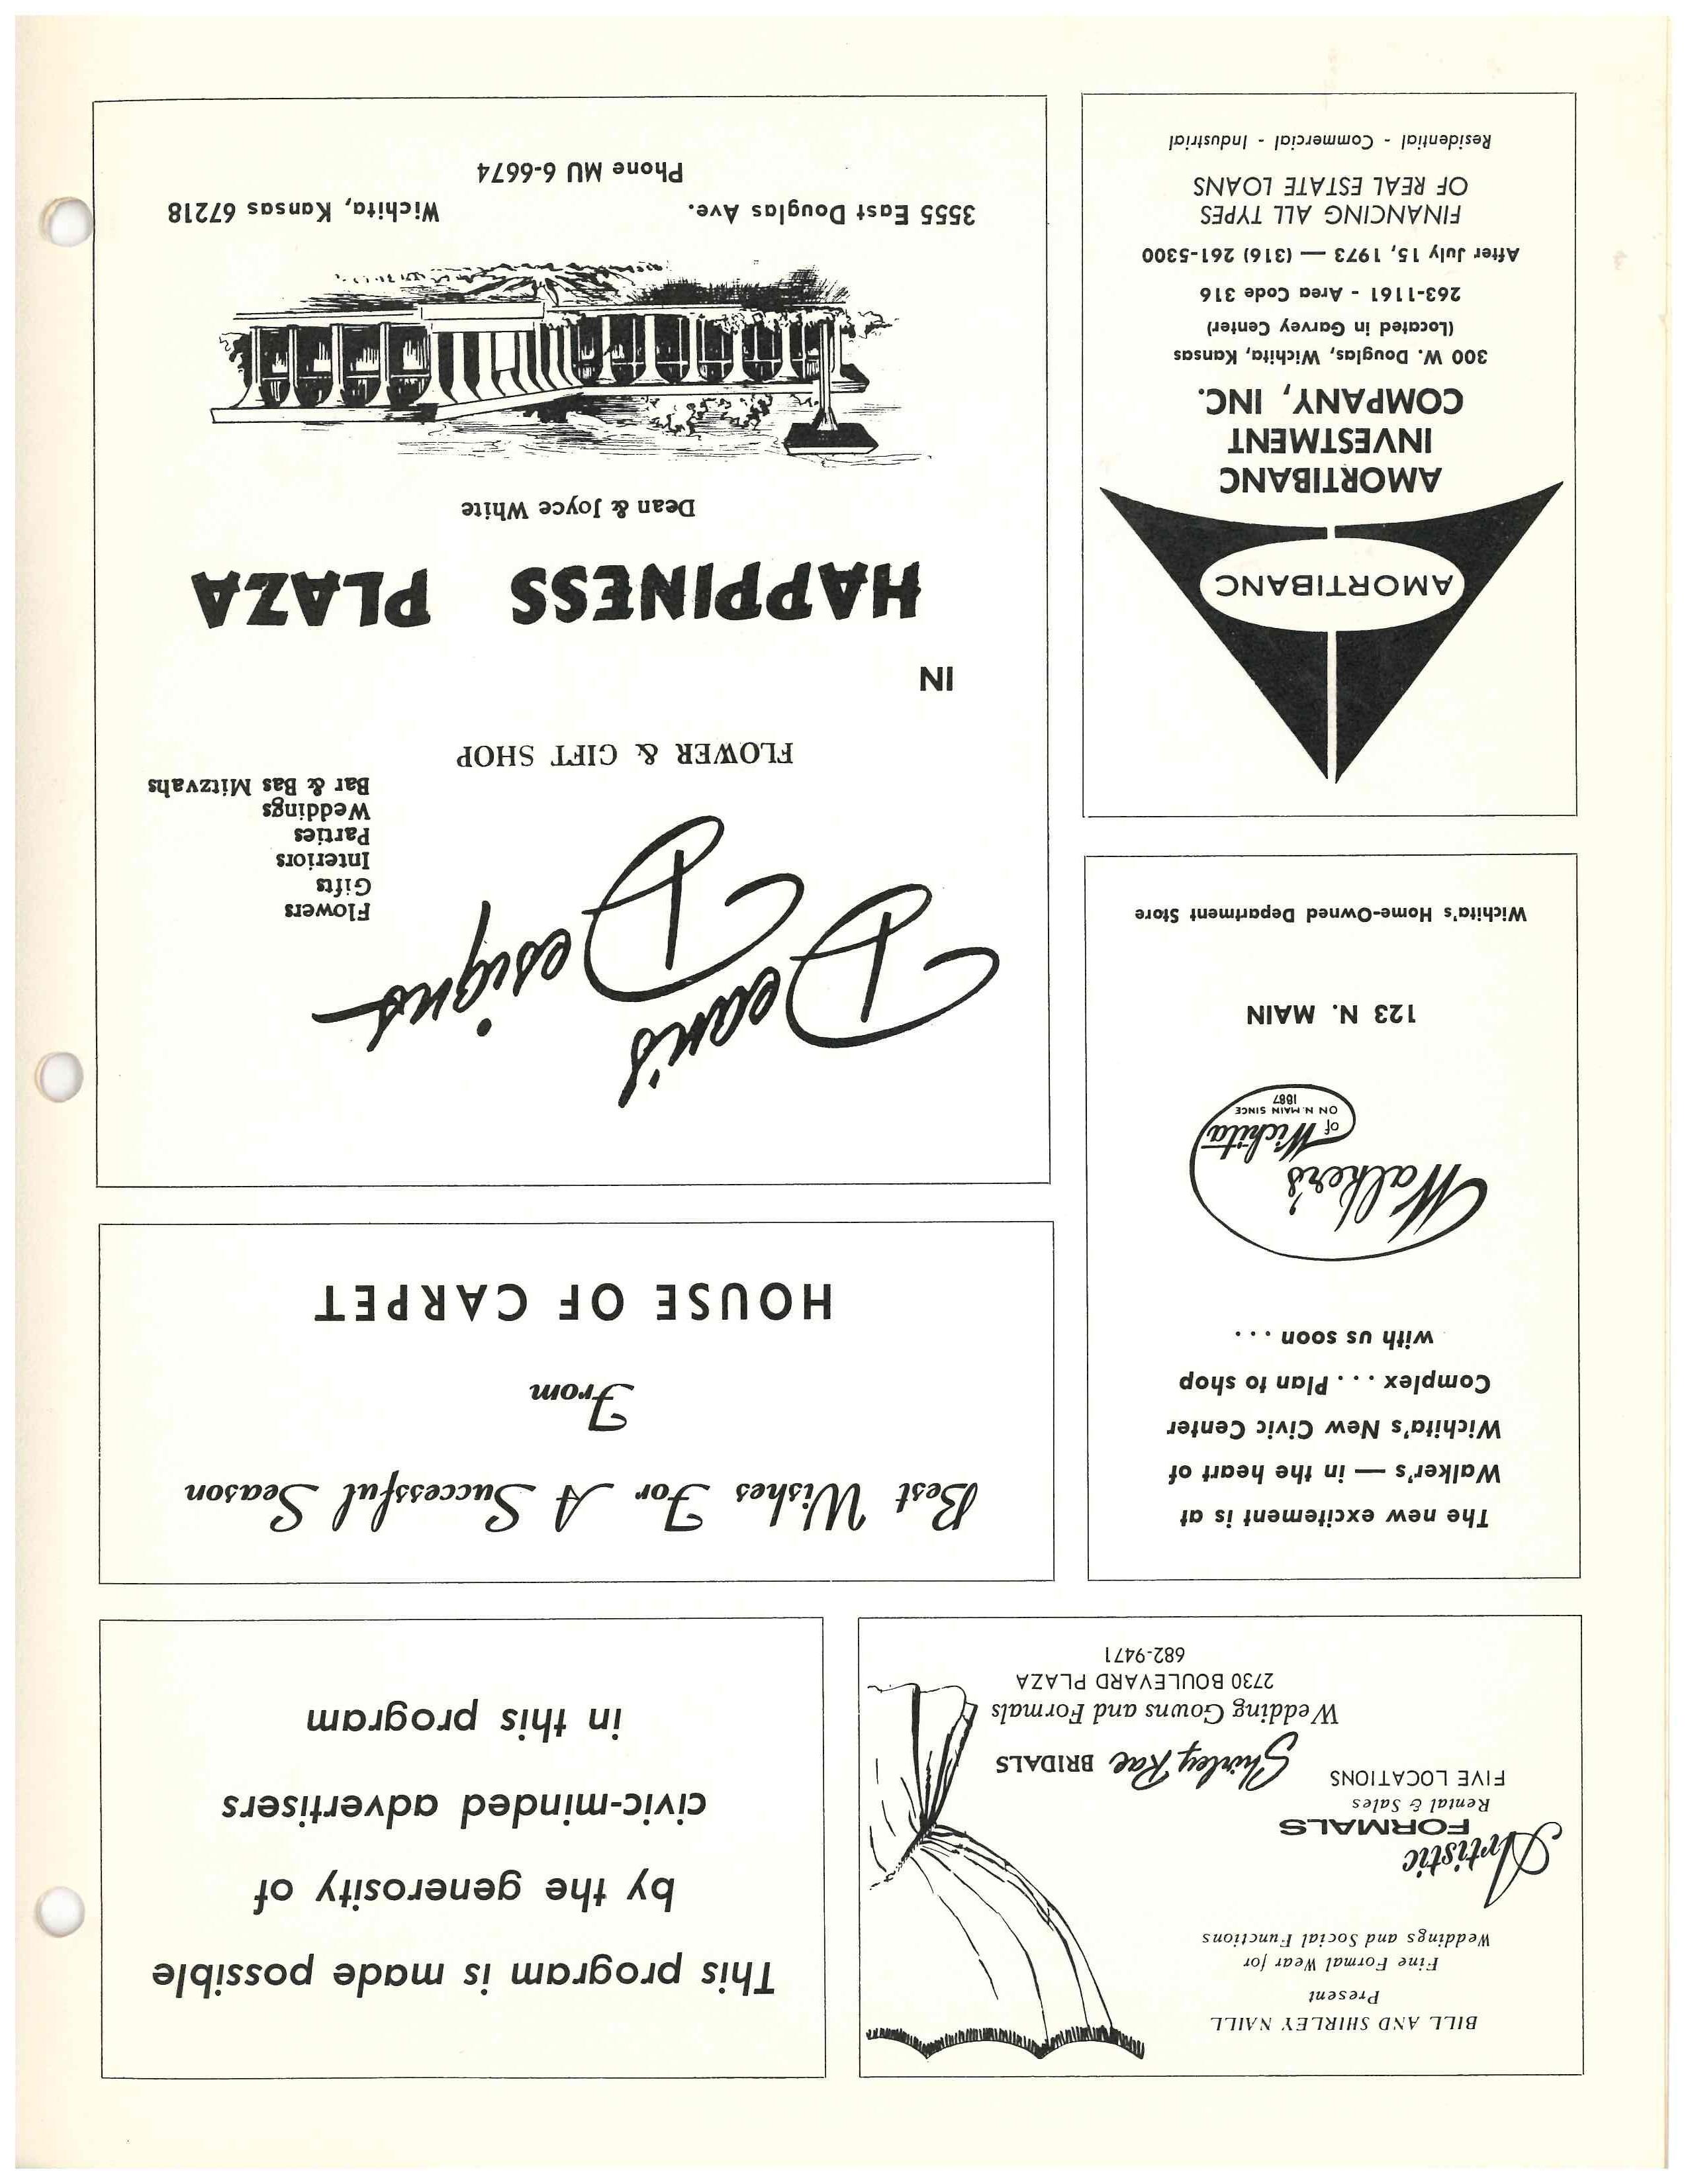 BILL AND SHIRLEY NAILL
Present
Fine Formal Wear for
Weddings and Social Functions
Artistic
FORMALS
Rental & Sales
FIVE LOCATIONS
Shirley Rae BRIDALS
Wedding Gowns and Formals
2730 BOULEVARD PLAZA
682-9471
This program is made possible
by the generosity of
civic-minded advertisers
in this program
The new excitement is at
Walker's — in the heart of
Wichita's New Civic Center
Complex . . . Plan to shop
with us soon . . .
Walker's
OF Wichita
ON N. MAIN SINCE
1887
123 N. MAIN
Wichita's Home-Owned Department Store
Best Wishes For A Successful Season
From
HOUSE OF CARPET
AMORTIBANC
AMORTIBANC
INVESTMENT
COMPANY, INC.
300 W. Douglas, Wichita, Kansas
(Located in Garvey Center)
263-1161 - Area Code 316
After July 15, 1973 — (316) 261-5300
FINANCING ALL TYPES
OF REAL ESTATE LOANS
Residential - Commercial - Industrial
Dean's
Designs
Flowers
Gifts
Interiors
Parties
Weddings
Bar & Bas Mitzvahs
FLOWER & GIFT SHOP
IN
HAPPINESS PLAZA
Dean & Joyce White
3555 East Douglas Ave. Wichita, Kansas 67218
Phone MU 6-6674